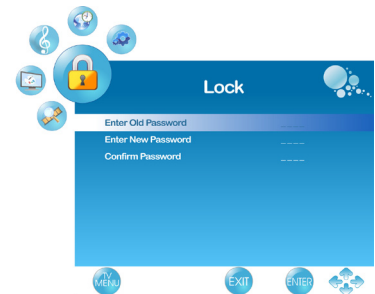 Lock
Enter Old Password _ _ _ _
Enter New Password _ _ _ _
Confirm Password _ _ _ _
TV
MENU
EXIT
ENTER